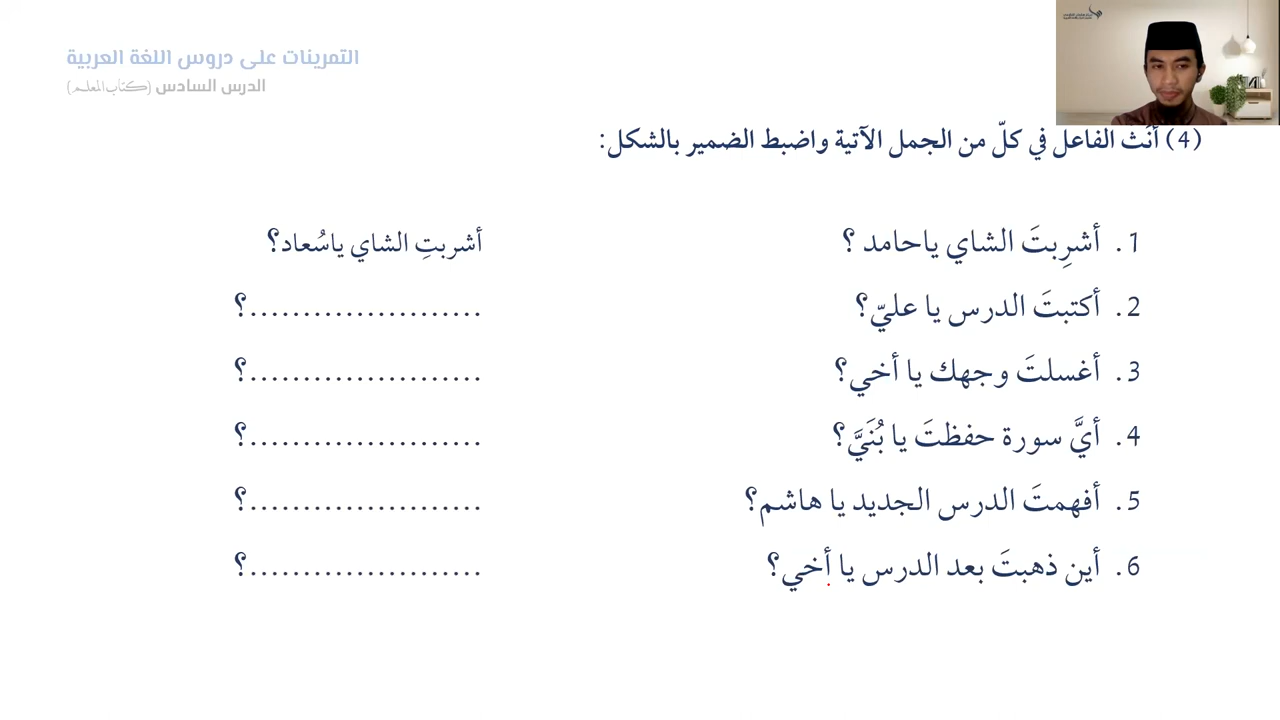 التمرينات على دروس اللغة العربية
الدرس السادس (كتاب المعلم)
(4) أَنِّث الفاعل في كلّ من الجمل الآتية واضبط الضمير بالشكل:
1. أشرِبتَ الشاي ياحامد ؟ أشربتِ الشاي ياسُعاد؟
2. أكتبتَ الدرس يا عليّ؟ ......................؟
3. أغسلتَ وجهك يا أخي؟ ......................؟
4. أيَّ سورة حفظتَ يا بُنَيَّ؟ ......................؟
5. أفهمتَ الدرس الجديد يا هاشم؟ ......................؟
6. أين ذهبتَ بعد الدرس يا أخي؟ ......................؟